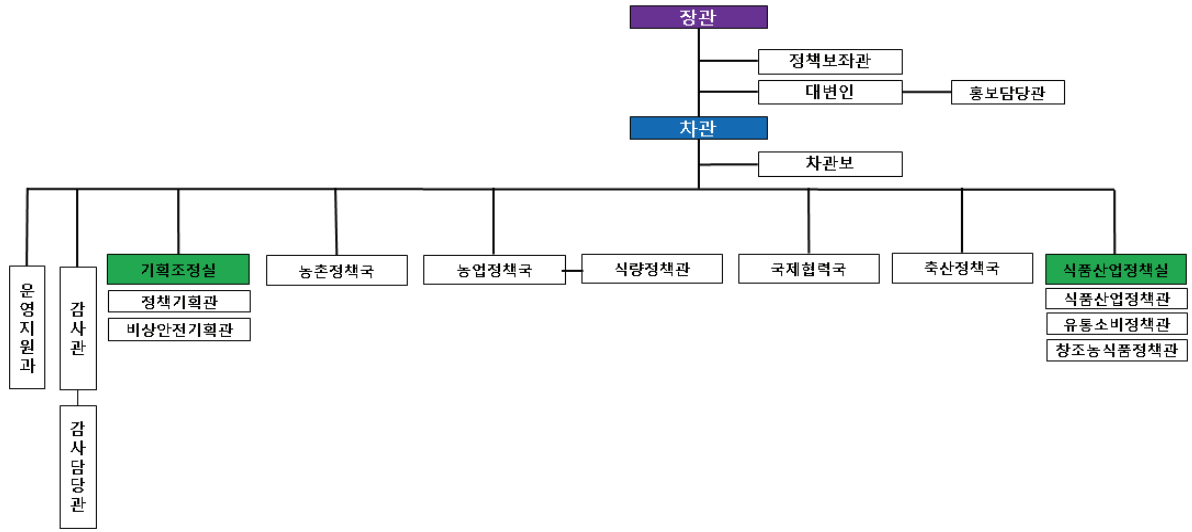 장관
정책보좌관
대변인
홍보담당관
차관
차관보
운영지원과
감사관
감사담당관
기획조정실
정책기획관
비상안전기획관
농촌정책국
농업정책국
식량정책관
국제협력국
축산정책국
식품산업정책실
식품산업정책관
유통소비정책관
창조농식품정책관